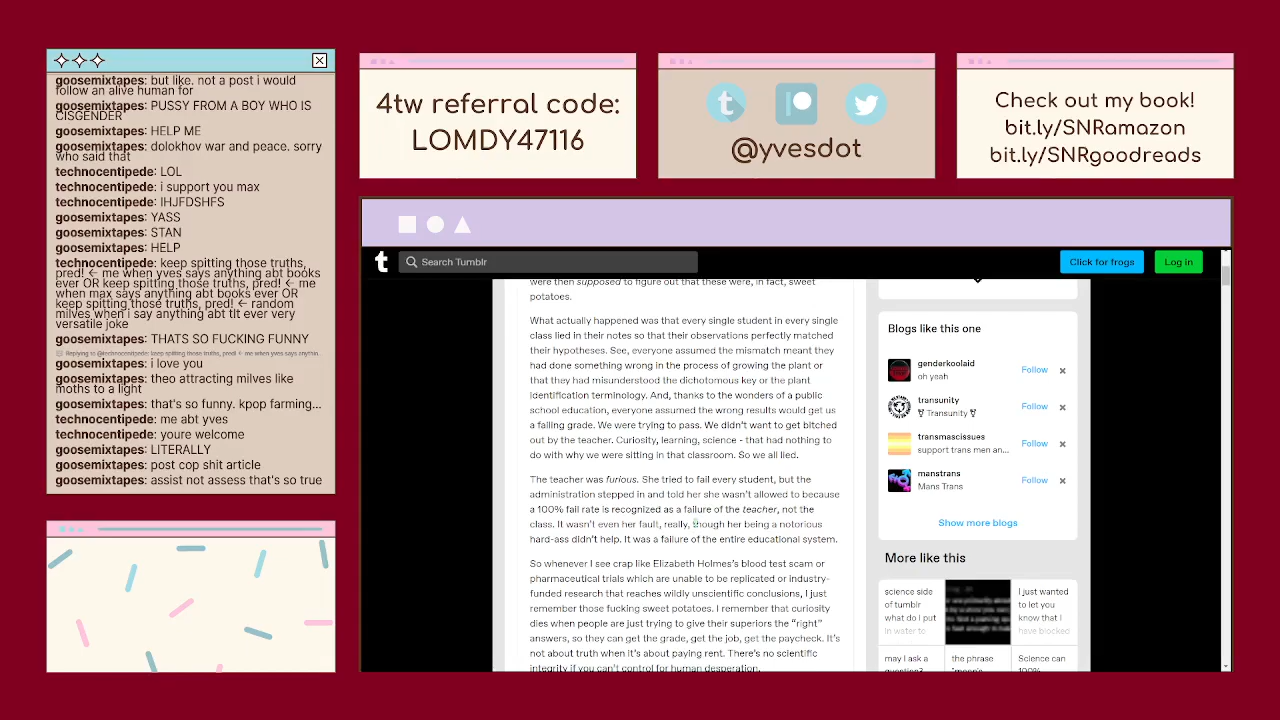 goosemixtapes: but like. not a post i would
follow an alive human for
goosemixtapes: PUSSY FROM A BOY WHO IS
CISGENDER
goosemixtapes: HELP ME
goosemixtapes: dolokhov war and peace. sorry
who said that
technocentipede: LOL
technocentipede: i support you max
technocentipede: IHJFDSHFS
goosemixtapes: YASS
goosemixtapes: STAN
goosemixtapes: HELP
technocentipede: keep spitting those truths,
pred! <- me when yves says anything abt books
ever OR keep spitting those truths, pred! <- me
when max says anything abt books ever OR
keep spitting those truths, pred! <- random
milves when i say anything abt tlt ever very
versatile joke
goosemixtapes: THATS SO FUCKING FUNNY
Replying to @technocentipede: keep spitting those truths, pred! <- me when yves says anythin...
goosemixtapes: i love you
goosemixtapes: theo attracting milves like
moths to a light
goosemixtapes: that's so funny. kpop farming...
technocentipede: me abt yves
technocentipede: youre welcome
goosemixtapes: LITERALLY
goosemixtapes: post cop shit article
goosemixtapes: assist no assess that's so true
4tw referral code:
LOMDY47116
@yvesdot
Check out my book!
bit.ly/SNRamazon
bit.ly/SNRgoodreads
t
Search Tumblr
Click for frogs
Log in
were then supposed to figure out that these were, in fact, sweet
potatoes.
What actually happened was that every single student in every single
class lied in their notes so that their observations perfectly matched
their hypotheses. See, everyone assumed the mismatch meant they
had done something wrong in the process of growing the plant or
that they had misunderstood the dichotomous key or the plant
identification terminology. And, thanks to the wonders of a public
school education, everyone assumed the wrong results would get us
a failing grade. We were trying to pass. We didn't want to get bitched
out by the teacher. Curiosity, learning, science - that had nothing to
do with why we were sitting in that classroom. So we all lied.
The teacher was furious. She tried to fail every student, but the
administration stepped in and told her she wasn't allowed to because
a 100% fail rate is recognized as a failure of the teacher, not the
class. It wasn't even her fault, really, though her being a notorious
hard-ass didn't help. It was a failure of the entire educational system.
So whenever I see crap like Elizabeth Holmes's blood test scam or
pharmaceutical trials which are unable to be replicated or industry-
funded research that reaches wildly unscientific conclusions, I just
remember those fucking sweet potatoes. I remember that curiosity
dies when people are just trying to give their superiors the “right”
answers, so they can get the grade, get the job, get the paycheck. It's
not about truth when it's about paying rent. There's no scientific
integrity if you can't control for human desperation.
Blogs like this one
genderkoolaid
oh yeah
Follow
transunity
⚧ Transunity ⚧
Follow
transmascissues
support trans men an...
Follow
manstrans
Mans Trans
Follow
Show more blogs
More like this
science side
of tumblr
what do I put
in water to
I just wanted
to let you
know that I
have blocked
may I ask a
question?
the phrase
Science can
100%